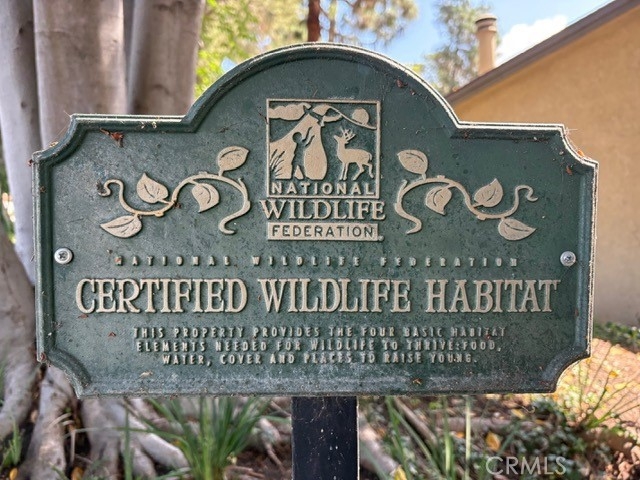 NATIONAL
WILDLIFE
FEDERATION
NATIONAL WILDLIFE FEDERATION
CERTIFIED WILDLIFE HABITAT
THIS PROPERTY PROVIDES THE FOUR BASIC HABITAT
ELEMENTS NEEDED FOR WILDLIFE TO THRIVE: FOOD,
WATER, COVER AND PLACES TO RAISE YOUNG.
CRMLS